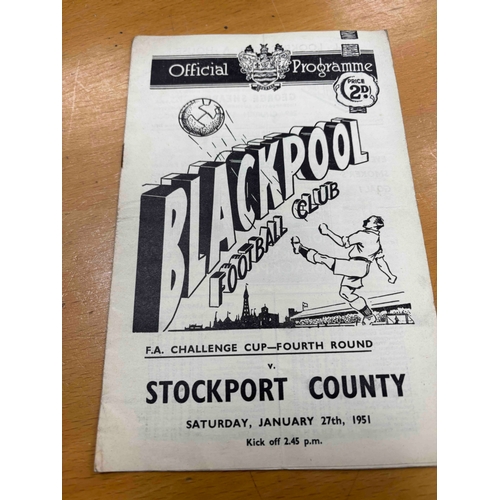 Official Programme
PRICE
2D
BLACKPOOL
FOOTBALL CLUB
F.A. CHALLENGE CUP—FOURTH ROUND
v.
STOCKPORT COUNTY
SATURDAY, JANUARY 27th, 1951
Kick off 2.45 p.m.